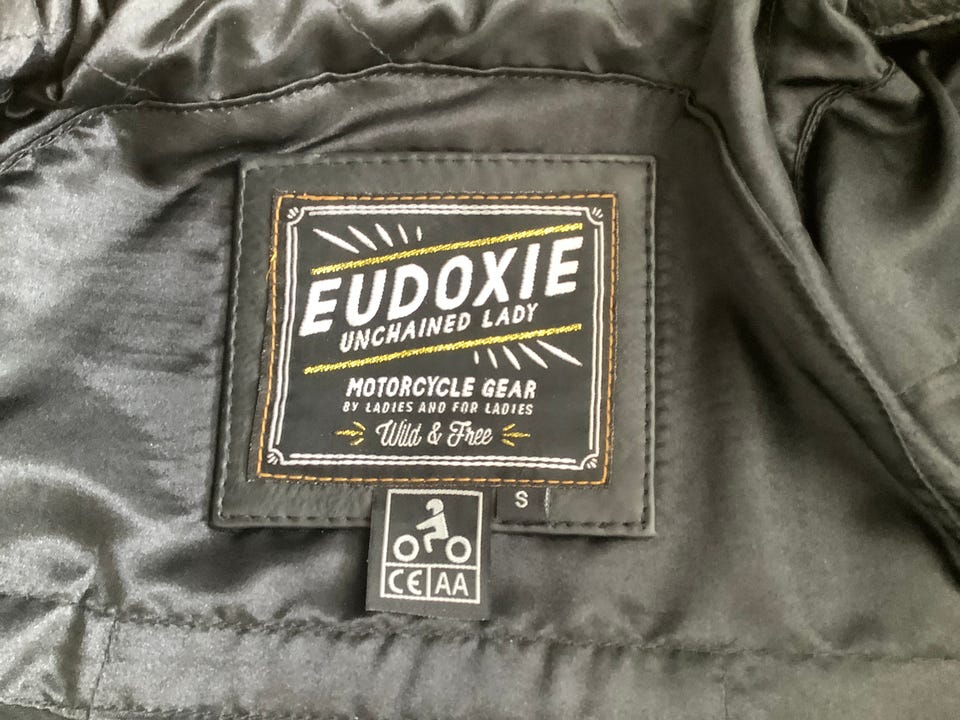 EUDOXIE
UNCHAINED LADY
MOTORCYCLE GEAR
BY LADIES AND FOR LADIES
Wild & Free
S
CE AA